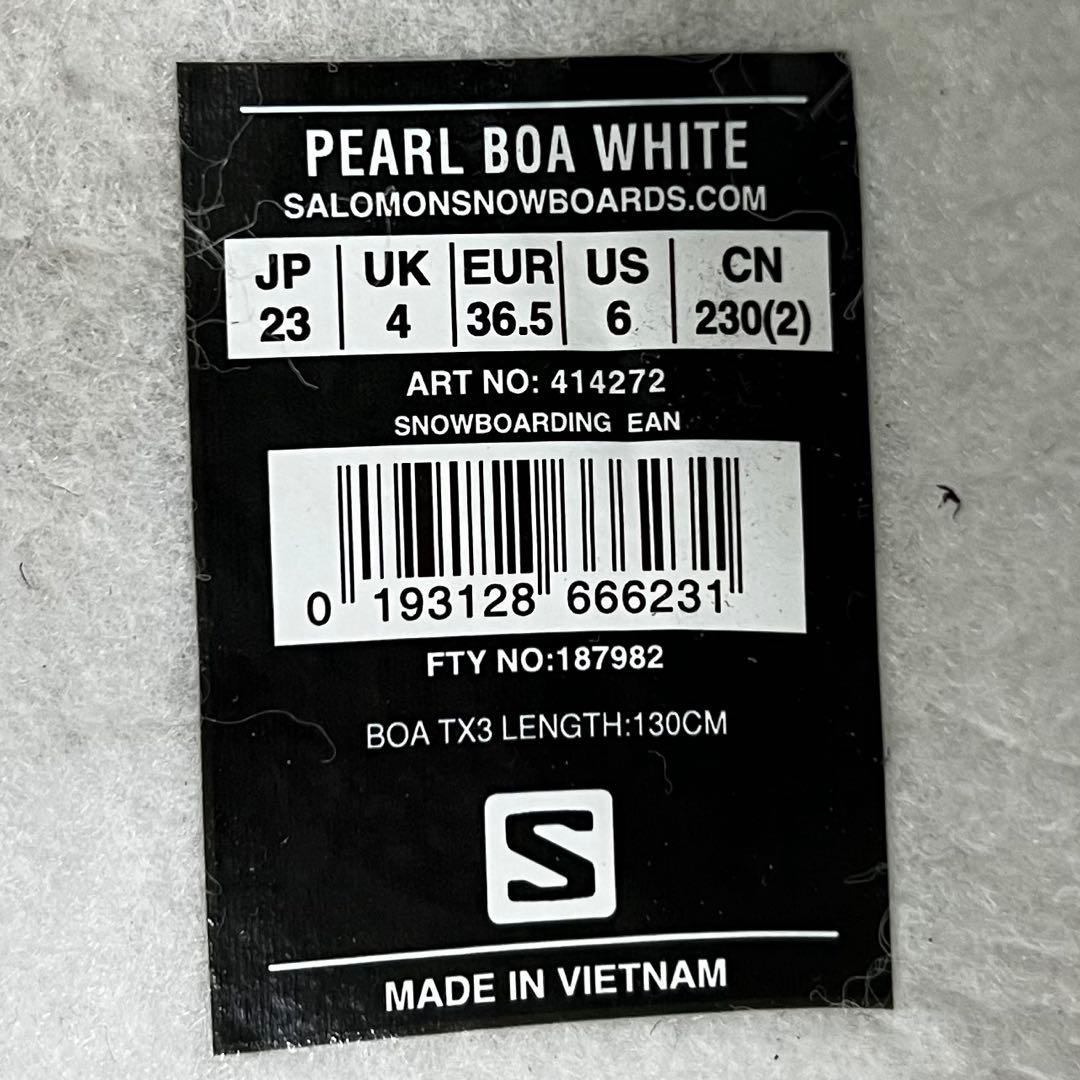 PEARL BOA WHITE
SALOMONSNOWBOARDS.COM
JP UK EUR US CN
23 4 36.5 6 230(2)
ART NO: 414272
SNOWBOARDING EAN
0 193128 666231
FTY NO:187982
BOA TX3 LENGTH:130CM
S
MADE IN VIETNAM